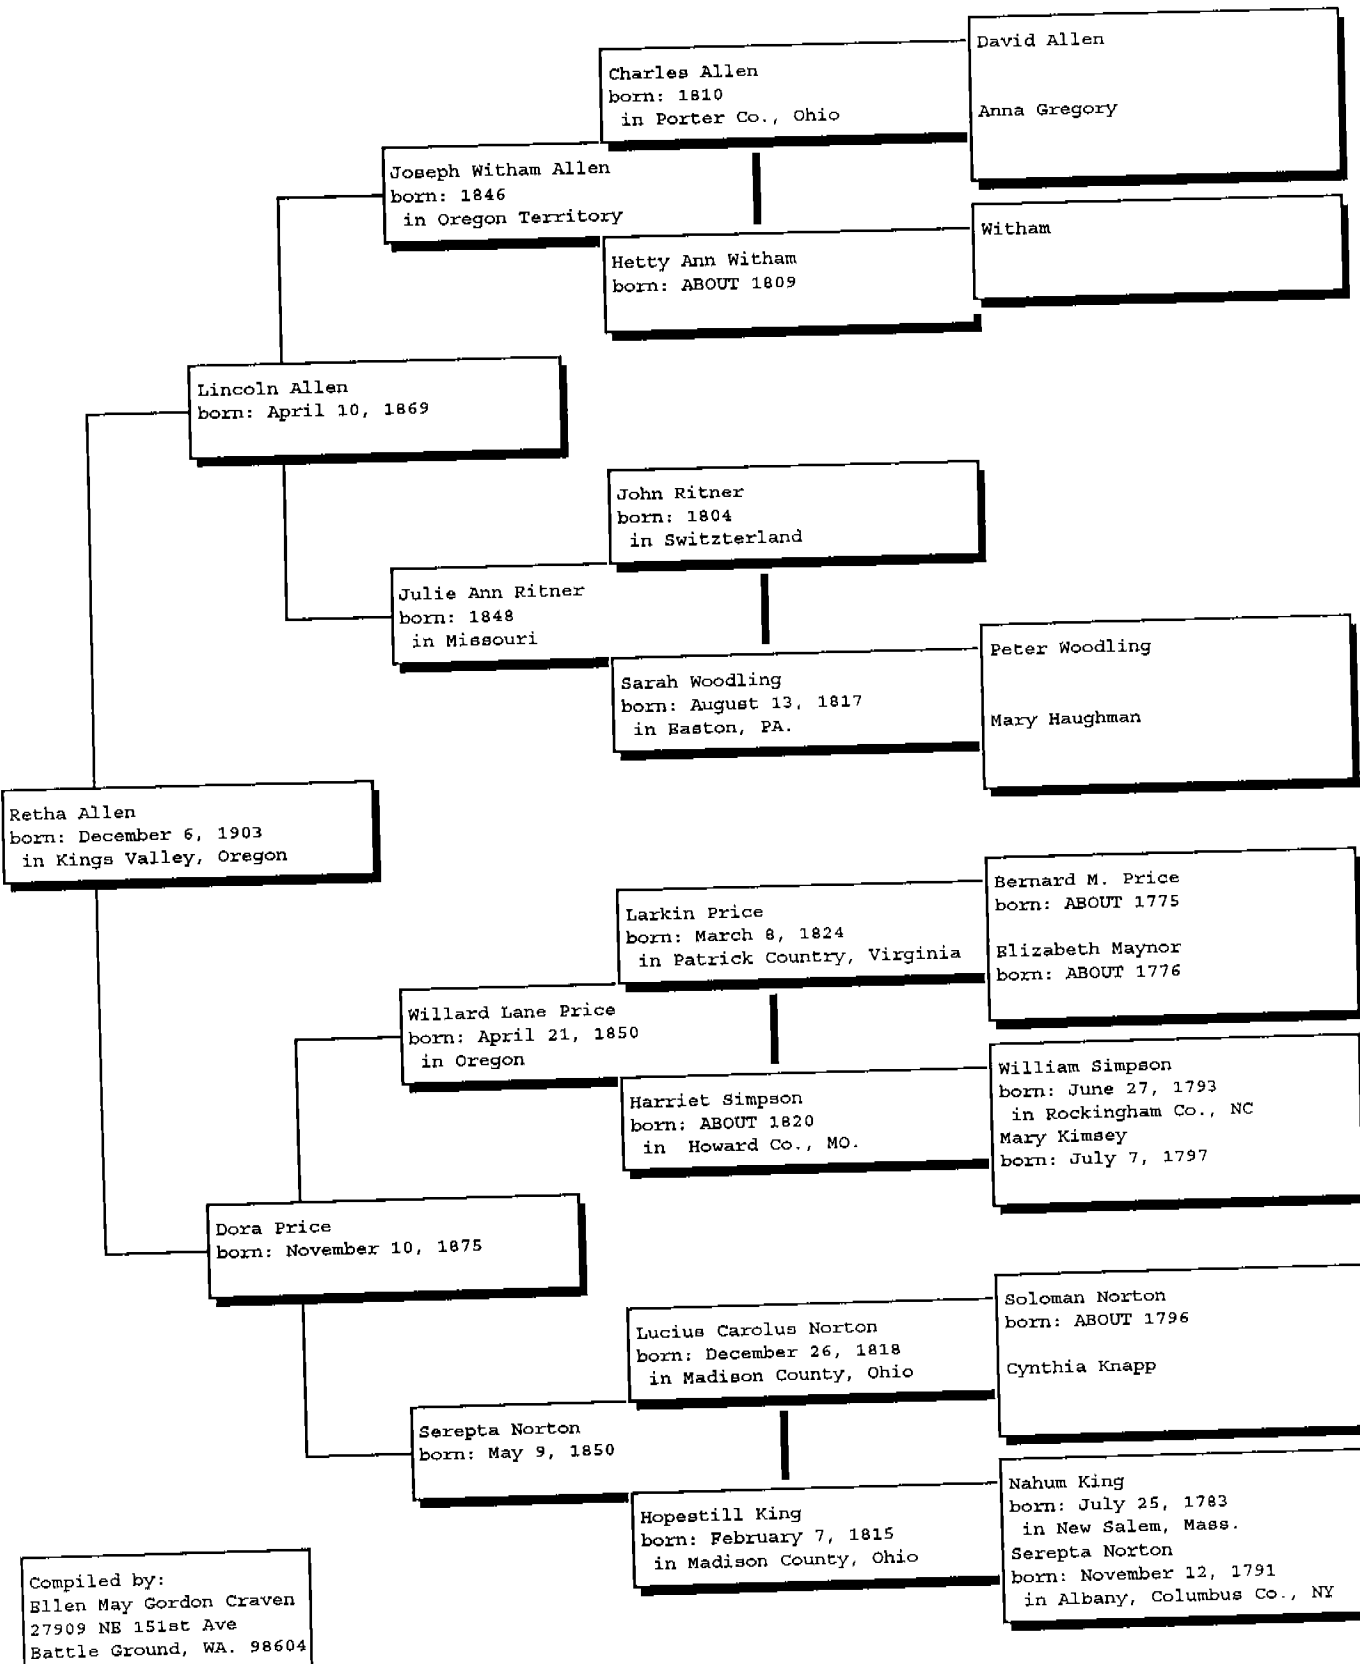 David Allen
Anna Gregory
Charles Allen
born: 1810
in Porter Co., Ohio
Joseph Witham Allen
born: 1846
in Oregon Territory
Witham
Hetty Ann Witham
born: ABOUT 1809
Lincoln Allen
born: April 10, 1869
John Ritner
born: 1804
in Switzterland
Julie Ann Ritner
born: 1848
in Missouri
Peter Woodling
Mary Haughman
Sarah Woodling
born: August 13, 1817
in Easton, PA.
Retha Allen
born: December 6, 1903
in Kings Valley, Oregon
Bernard M. Price
born: ABOUT 1775
Elizabeth Maynor
born: ABOUT 1776
Larkin Price
born: March 8, 1824
in Patrick Country, Virginia
Willard Lane Price
born: April 21, 1850
in Oregon
William Simpson
born: June 27, 1793
in Rockingham Co., NC
Mary Kimsey
born: July 7, 1797
Harriet Simpson
born: ABOUT 1820
in Howard Co., MO.
Dora Price
born: November 10, 1875
Soloman Norton
born: ABOUT 1796
Cynthia Knapp
Lucius Carolus Norton
born: December 26, 1818
in Madison County, Ohio
Serepta Norton
born: May 9, 1850
Nahum King
born: July 25, 1783
in New Salem, Mass.
Serepta Norton
born: November 12, 1791
in Albany, Columbus Co., NY
Hopestill King
born: February 7, 1815
in Madison County, Ohio
Compiled by:
Ellen May Gordon Craven
27909 NE 151st Ave
Battle Ground, WA. 98604